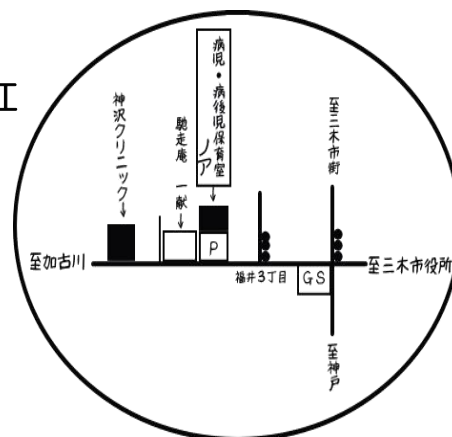 工
神沢クリニック
馳走庵 一献
病児・病後児保育室
ノア
至三木市街
至加古川
P
福井3丁目
GS
至三木市役所
至神戸